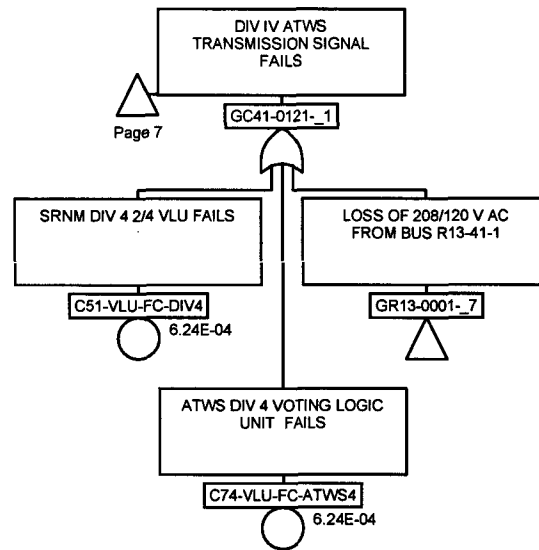 DIV IV ATWS
TRANSMISSION SIGNAL
FAILS
Page 7
GC41-0121-_1
SRNM DIV 4 2/4 VLU FAILS
C51-VLU-FC-DIV4
6.24E-04
LOSS OF 208/120 V AC
FROM BUS R13-41-1
GR13-0001-_7
ATWS DIV 4 VOTING LOGIC
UNIT FAILS
C74-VLU-FC-ATWS4
6.24E-04